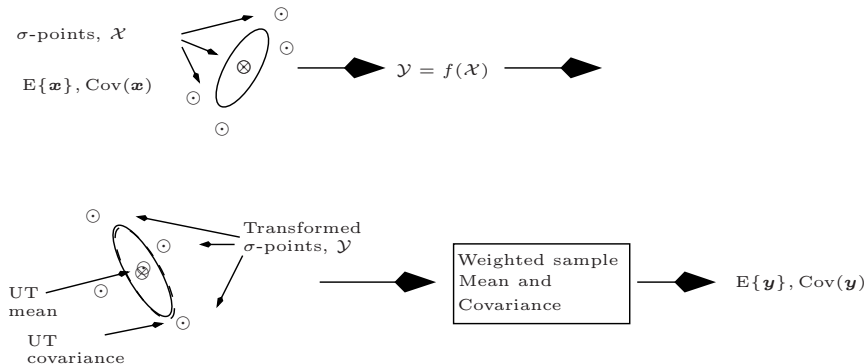 σ-points, 𝒳
E{𝒙}, Cov(𝒙)
𝒴 = f(𝒳)
Transformed
σ-points, 𝒴
UT
mean
UT
covariance
Weighted sample
Mean and
Covariance
E{𝒚}, Cov(𝒚)